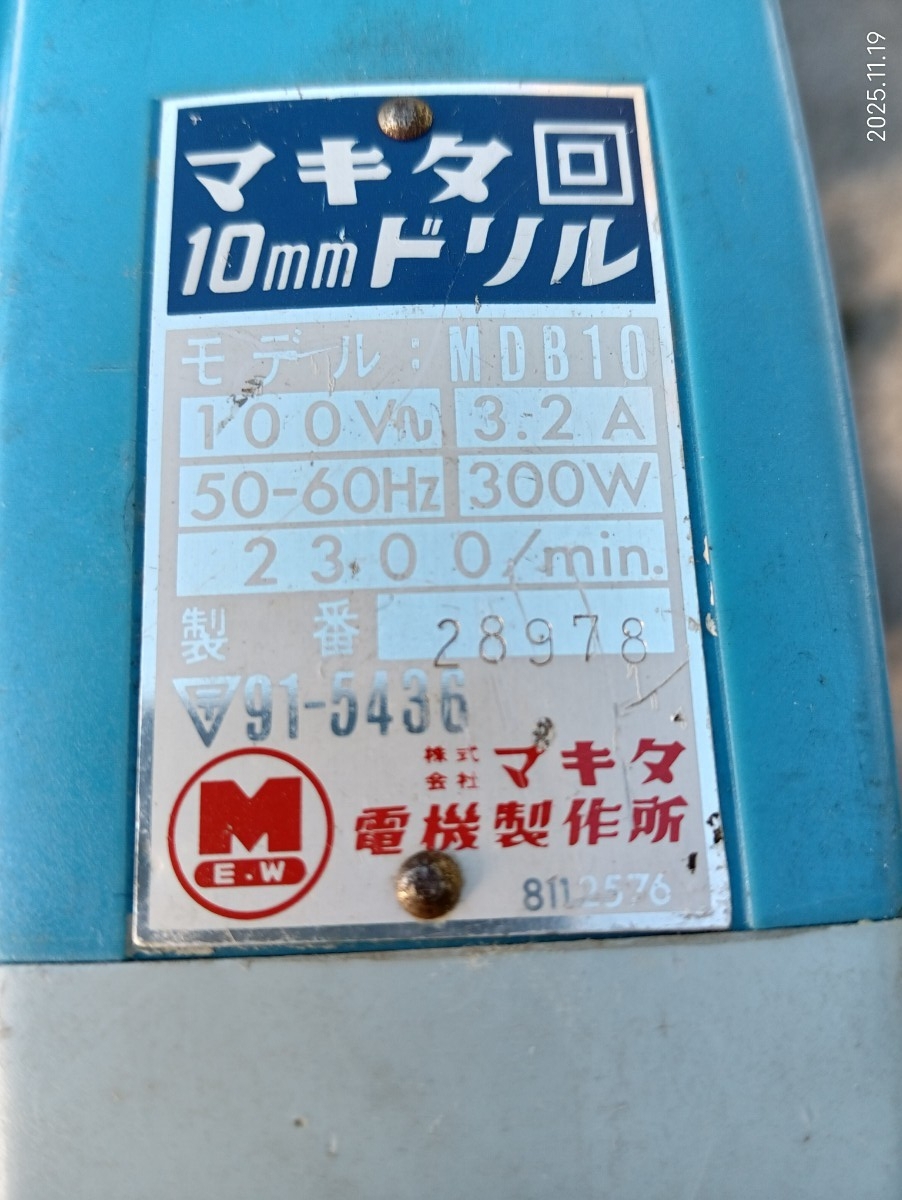 マキタ 回
10mmドリル
モデル:MDB10
100V∿ 3.2A
50-60Hz 300W
2300/min.
製番 28978
〒 91-5436
M
E.W
株式会社 マキタ
電機製作所
8112576
2025.11.19